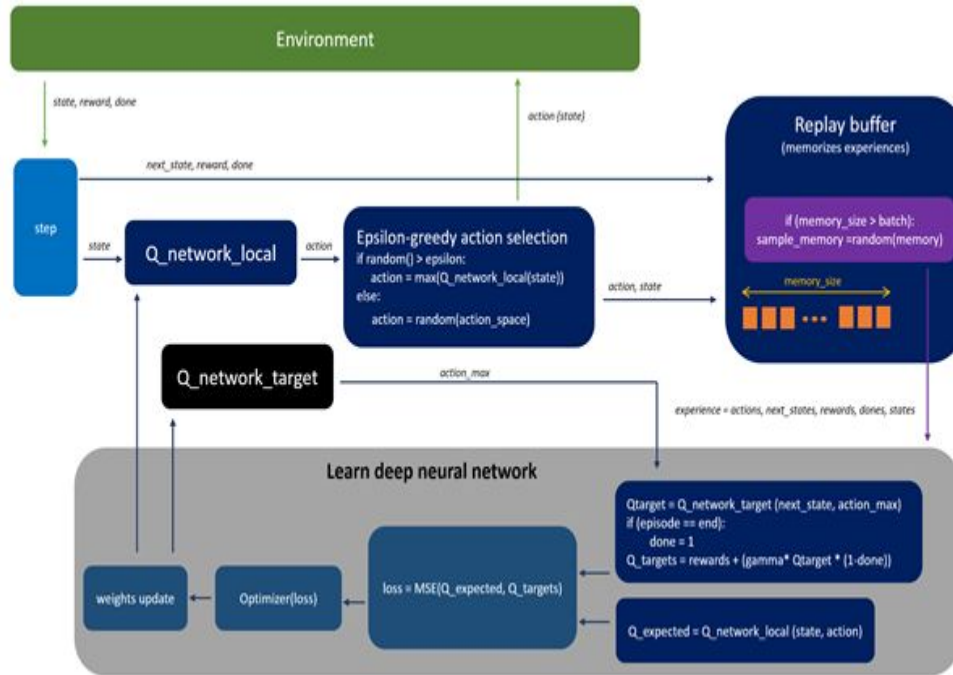 Environment
state, reward, done
action (state)
Replay buffer
(memorizes experiences)
next_state, reward, done
step
if (memory_size > batch):
sample_memory =random(memory)
state
Q_network_local
action
Epsilon-greedy action selection
if random() > epsilon:
action = max(Q_network_local(state))
else:
action = random(action_space)
action, state
memory_size
Q_network_target
action_max
experience = actions, next_states, rewards, dones, states
Learn deep neural network
Qtarget = Q_network_target (next_state, action_max)
if (episode == end):
done = 1
Q_targets = rewards + (gamma* Qtarget * (1-done))
weights update
Optimizer(loss)
loss = MSE(Q_expected, Q_targets)
Q_expected = Q_network_local (state, action)